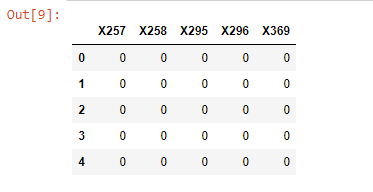 Out[9]:
X257 X258 X295 X296 X369
0 0 0 0 0 0
1 0 0 0 0 0
2 0 0 0 0 0
3 0 0 0 0 0
4 0 0 0 0 0